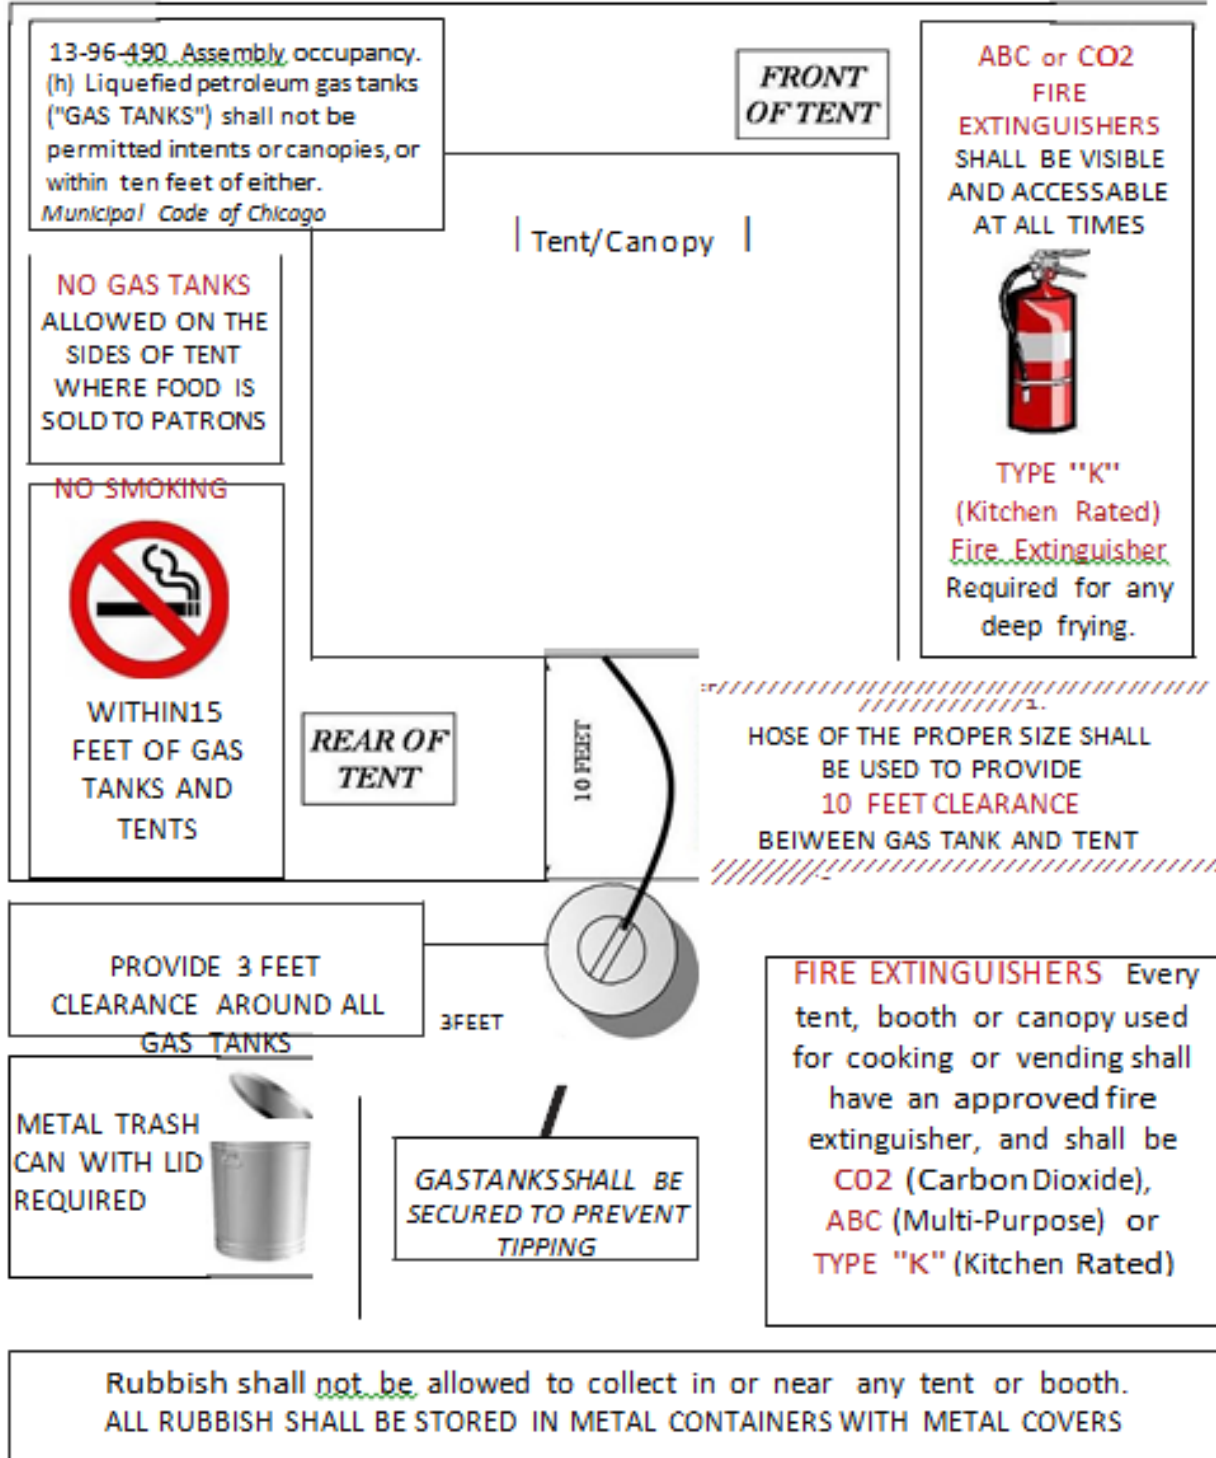 13-96-490 Assembly occupancy.
(h) Liquefied petroleum gas tanks
("GAS TANKS") shall not be
permitted intents or canopies, or
within ten feet of either.
Municipal Code of Chicago
FRONT
OF TENT
ABC or CO2
FIRE
EXTINGUISHERS
SHALL BE VISIBLE
AND ACCESSABLE
AT ALL TIMES
Tent/Canopy
NO GAS TANKS
ALLOWED ON THE
SIDES OF TENT
WHERE FOOD IS
SOLD TO PATRONS
TYPE "K"
(Kitchen Rated)
Fire Extinguisher
Required for any
deep frying.
NO SMOKING
WITHIN15
FEET OF GAS
TANKS AND
TENTS
REAR OF
TENT
10 FEET
HOSE OF THE PROPER SIZE SHALL
BE USED TO PROVIDE
10 FEET CLEARANCE
BEIWEEN GAS TANK AND TENT
PROVIDE 3 FEET
CLEARANCE AROUND ALL
GAS TANKS
3FEET
FIRE EXTINGUISHERS Every
tent, booth or canopy used
for cooking or vending shall
have an approved fire
extinguisher, and shall be
CO2 (Carbon Dioxide),
ABC (Multi-Purpose) or
TYPE "K" (Kitchen Rated)
METAL TRASH
CAN WITH LID
REQUIRED
GASTANKS SHALL BE
SECURED TO PREVENT
TIPPING
Rubbish shall not be allowed to collect in or near any tent or booth.
ALL RUBBISH SHALL BE STORED IN METAL CONTAINERS WITH METAL COVERS